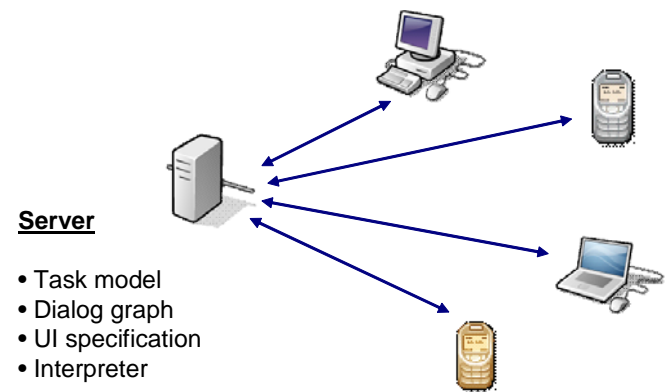 Server
• Task model
• Dialog graph
• UI specification
• Interpreter